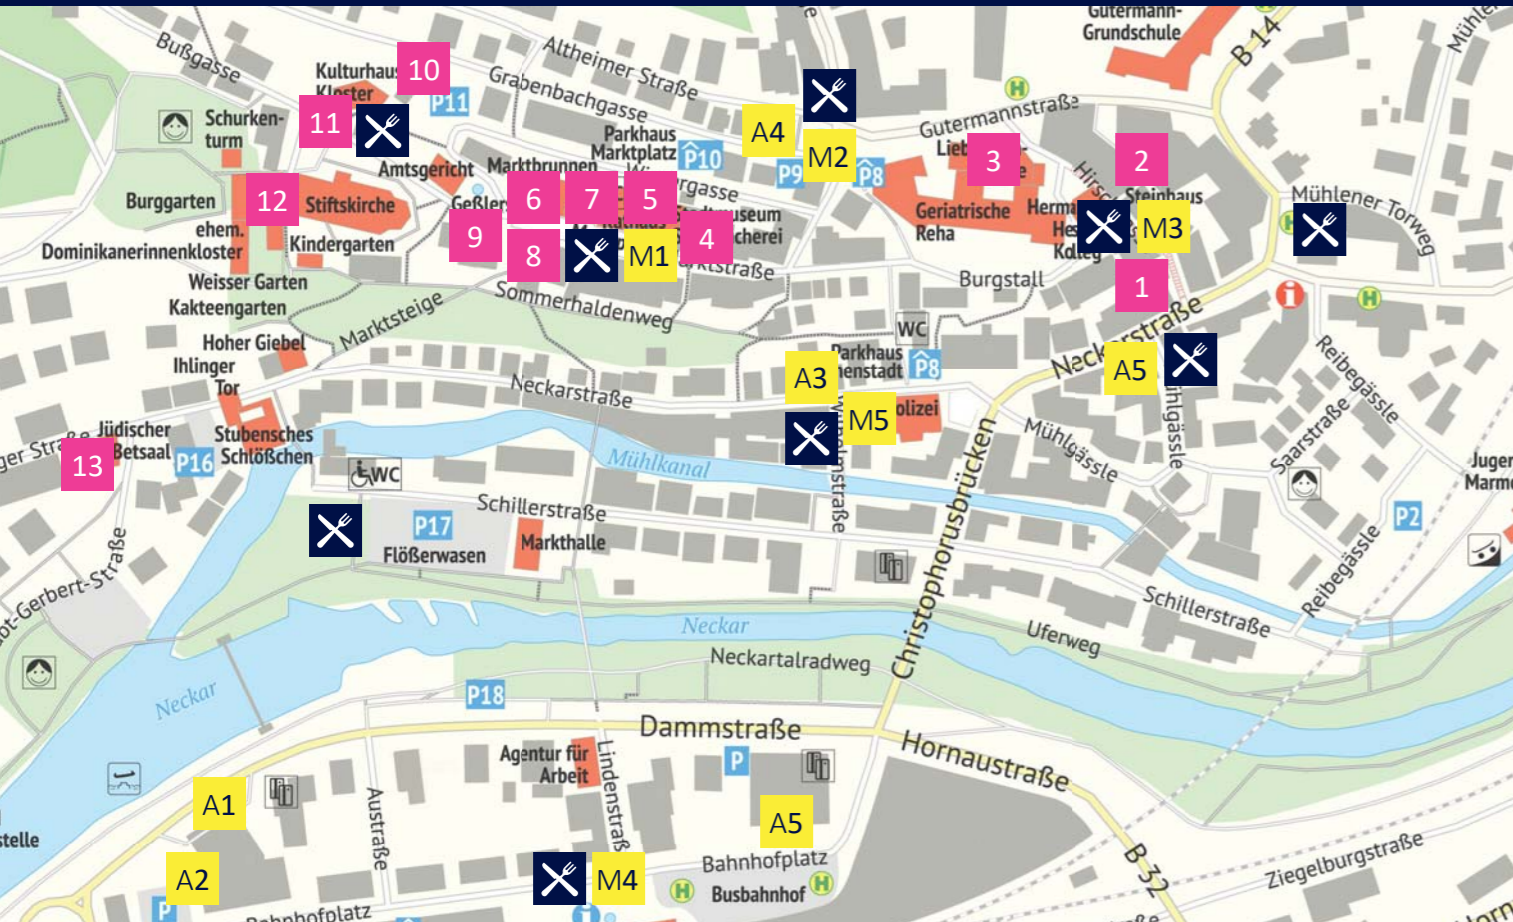 Gutermann-
Grundschule
B 14
Mühlen
Bußgasse
Altheimer Straße
Kulturhaus
Kloster
10
Grabenbachgasse
P11
11
Schurken-
turm
Parkhaus
Marktplatz
P10
A4
M2
P9
P8
Gutermannstraße
3
2
Steinhaus
Amtsgericht
Marktbrunnen
Burggarten
12
Stiftskirche
6
7
5
4
9
8
M1
Geriatrische
Reha
M3
Kolleg
Mühlener Torweg
ehem.
Dominikanerinnenkloster
Kindergarten
Weisser Garten
Kakteengarten
Marktsteige
Sommerhaldenweg
Burgstall
1
Hoher Giebel
Ihlinger
Tor
WC
Parkhaus
P8
A3
M5
Neckarstraße
Neckarstraße
A5
Reibegässle
Saarstraße
Jüdischer
Betsaal
13
P16
Stubensches
Schlößchen
WC
Mühlkanal
Mühlgässle
Christophorusbrücken
P17
Flößerwasen
Schillerstraße
Markthalle
P2
Reibegässle
Schillerstraße
Uferweg
Neckar
Neckartalradweg
Neckar
P18
Dammstraße
Hornaustraße
Agentur für
Arbeit
P
A1
Austraße
A5
A2
P
M4
Bahnhofplatz
Busbahnhof
Bahnhofplatz
B 32
Ziegelburgstraße
H
H
H
H